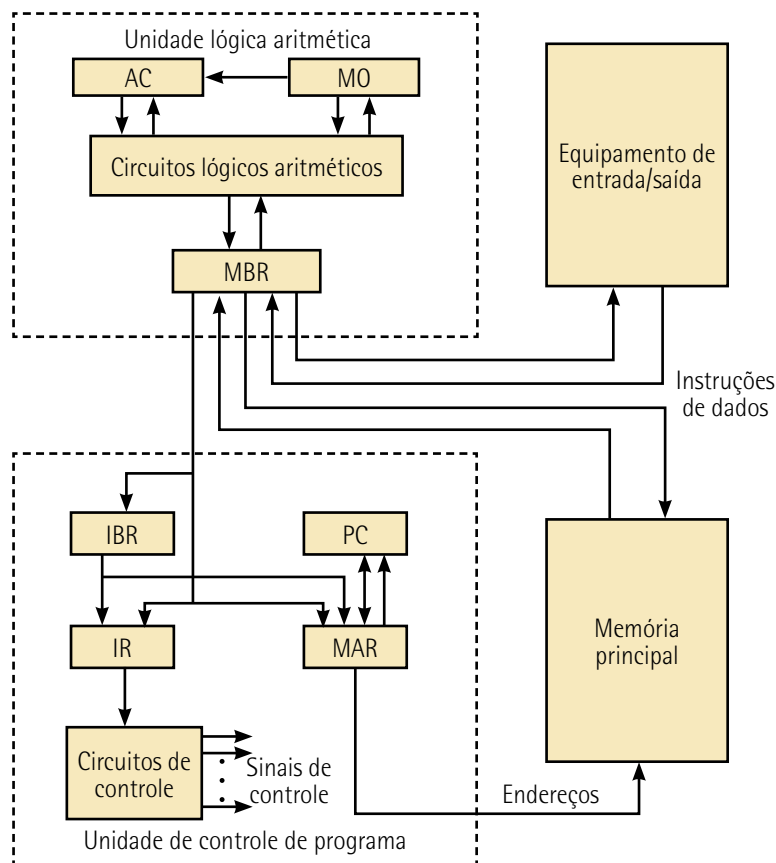 Unidade lógica aritmética
AC
MO
Circuitos lógicos aritméticos
MBR
Equipamento de
entrada/saída
Instruções
de dados
IBR
PC
IR
MAR
Memória
principal
Circuitos de
controle
Sinais de
controle
Endereços
Unidade de controle de programa